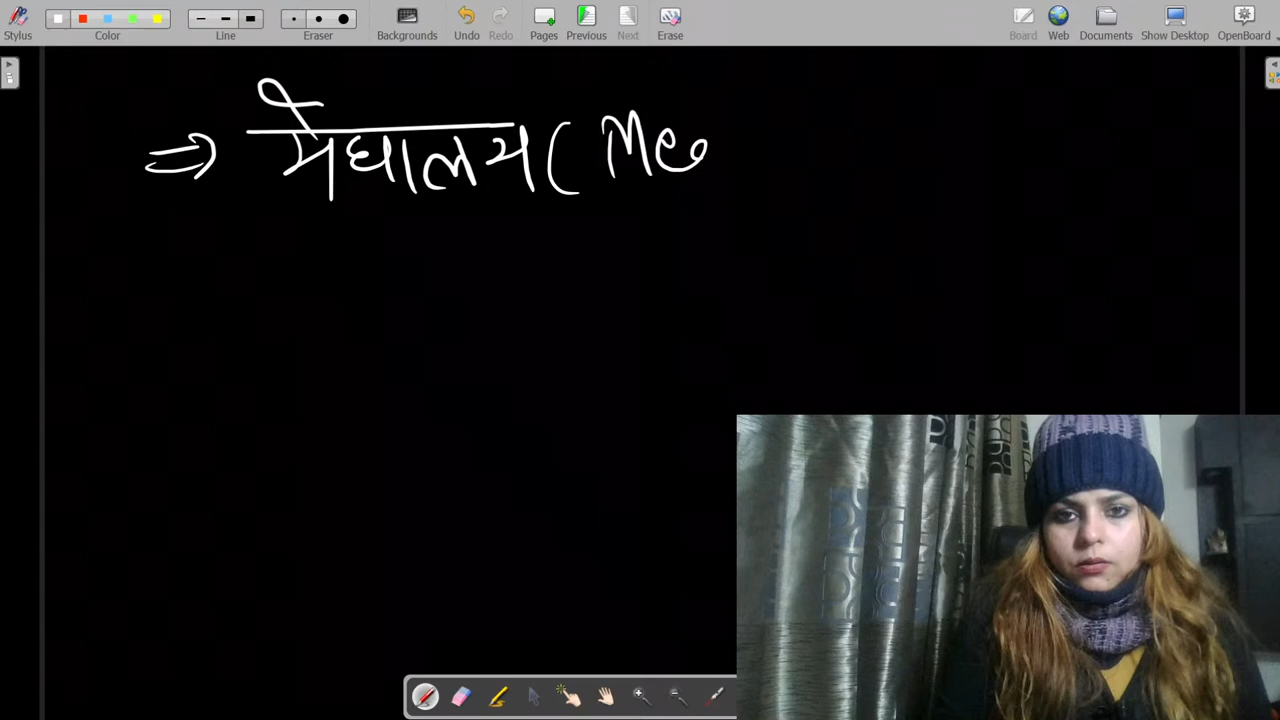 Stylus Color Line Eraser Backgrounds Undo Redo Pages Previous Next Erase Board Web Documents Show Desktop OpenBoard
⇒ मेघालय ( Me